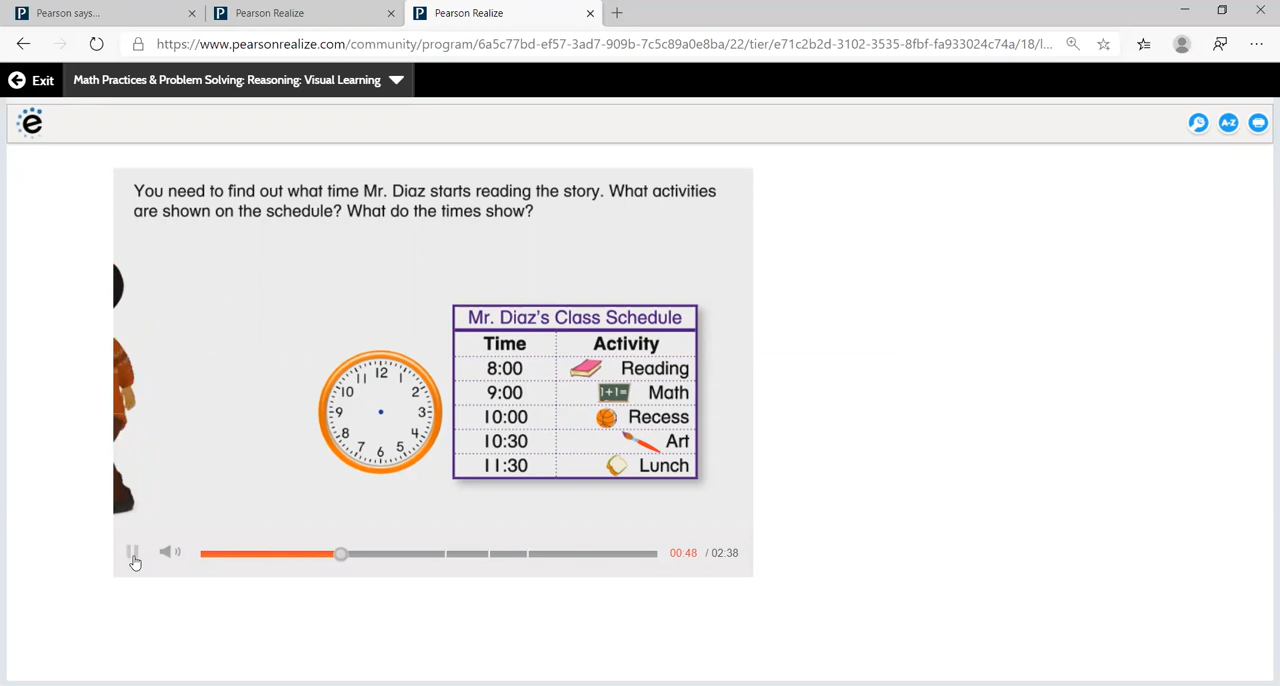 Pearson says...
Pearson Realize
Pearson Realize
https://www.pearsonrealize.com/community/program/0a5c77bd-ef57-3ad7-909b-7c5c89a0e8ba/22/tier/e71c2b2d-3102-3535-8fbf-fa933024c74a/18/l...
Exit
Math Practices & Problem Solving: Reasoning: Visual Learning
e
A-Z
You need to find out what time Mr. Diaz starts reading the story. What activities
are shown on the schedule? What do the times show?
Mr. Diaz's Class Schedule
Time Activity
8:00 Reading
9:00 1+1= Math
10:00 Recess
10:30 Art
11:30 Lunch
12
1
2
3
4
5
6
7
8
9
10
11
00:48 / 02:38